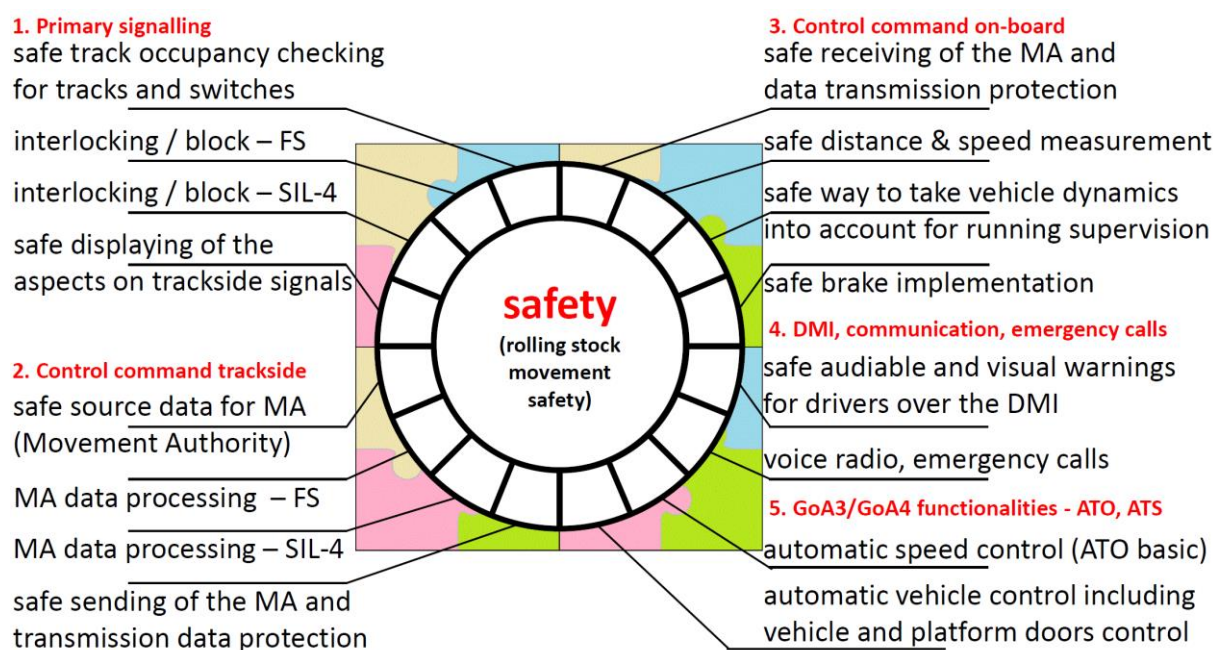 1. Primary signalling
safe track occupancy checking
for tracks and switches
interlocking / block – FS
interlocking / block – SIL-4
safe displaying of the
aspects on trackside signals
2. Control command trackside
safe source data for MA
(Movement Authority)
MA data processing – FS
MA data processing – SIL-4
safe sending of the MA and
transmission data protection
safety
(rolling stock
movement
safety)
3. Control command on-board
safe receiving of the MA and
data transmission protection
safe distance & speed measurement
safe way to take vehicle dynamics
into account for running supervision
safe brake implementation
4. DMI, communication, emergency calls
safe audiable and visual warnings
for drivers over the DMI
voice radio, emergency calls
5. GoA3/GoA4 functionalities - ATO, ATS
automatic speed control (ATO basic)
automatic vehicle control including
vehicle and platform doors control